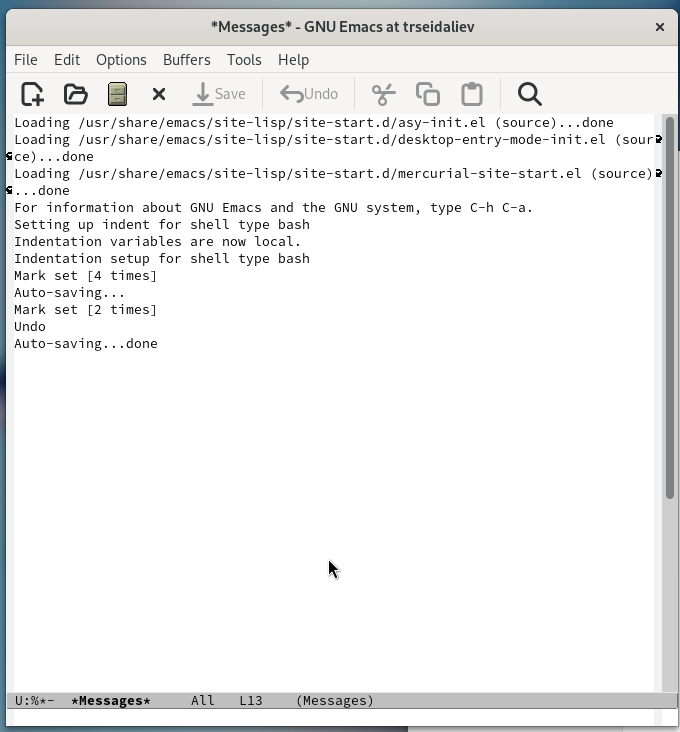 *Messages* - GNU Emacs at trseidaliev
File Edit Options Buffers Tools Help
Save Undo
Loading /usr/share/emacs/site-lisp/site-start.d/asy-init.el (source)...done
Loading /usr/share/emacs/site-lisp/site-start.d/desktop-entry-mode-init.el (sour
ce)...done
Loading /usr/share/emacs/site-lisp/site-start.d/mercurial-site-start.el (source)
...done
For information about GNU Emacs and the GNU system, type C-h C-a.
Setting up indent for shell type bash
Indentation variables are now local.
Indentation setup for shell type bash
Mark set [4 times]
Auto-saving...
Mark set [2 times]
Undo
Auto-saving...done
U:%*-  *Messages*     All   L13    (Messages)